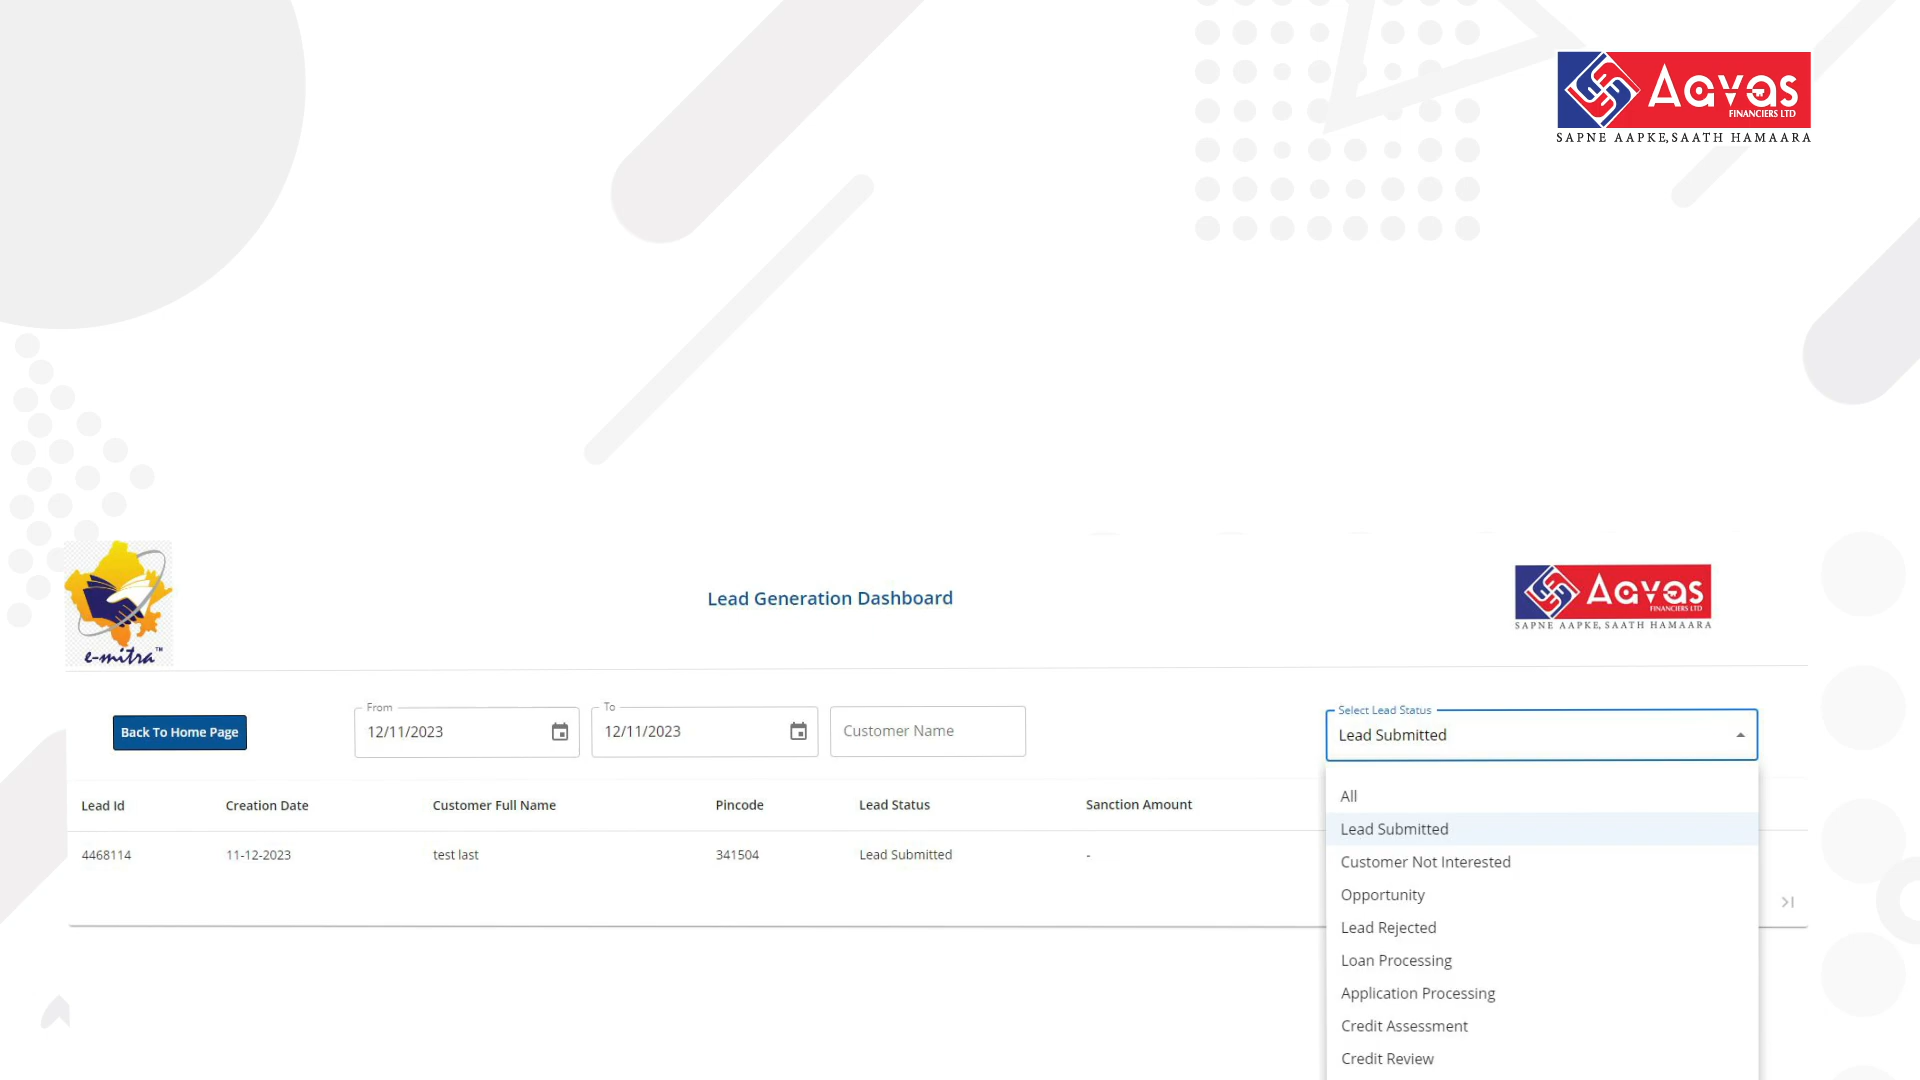 Aavas
FINANCIERS LTD
SAPNE AAPKE, SAATH HAMAARA
e-mitra™
Lead Generation Dashboard
Aavas
FINANCIERS LTD
SAPNE AAPKE, SAATH HAMAARA
Back To Home Page
From
12/11/2023
To
12/11/2023
Customer Name
Select Lead Status
Lead Submitted
Lead Id Creation Date Customer Full Name Pincode Lead Status Sanction Amount
4468114 11-12-2023 test last 341504 Lead Submitted -
All
Lead Submitted
Customer Not Interested
Opportunity
Lead Rejected
Loan Processing
Application Processing
Credit Assessment
Credit Review